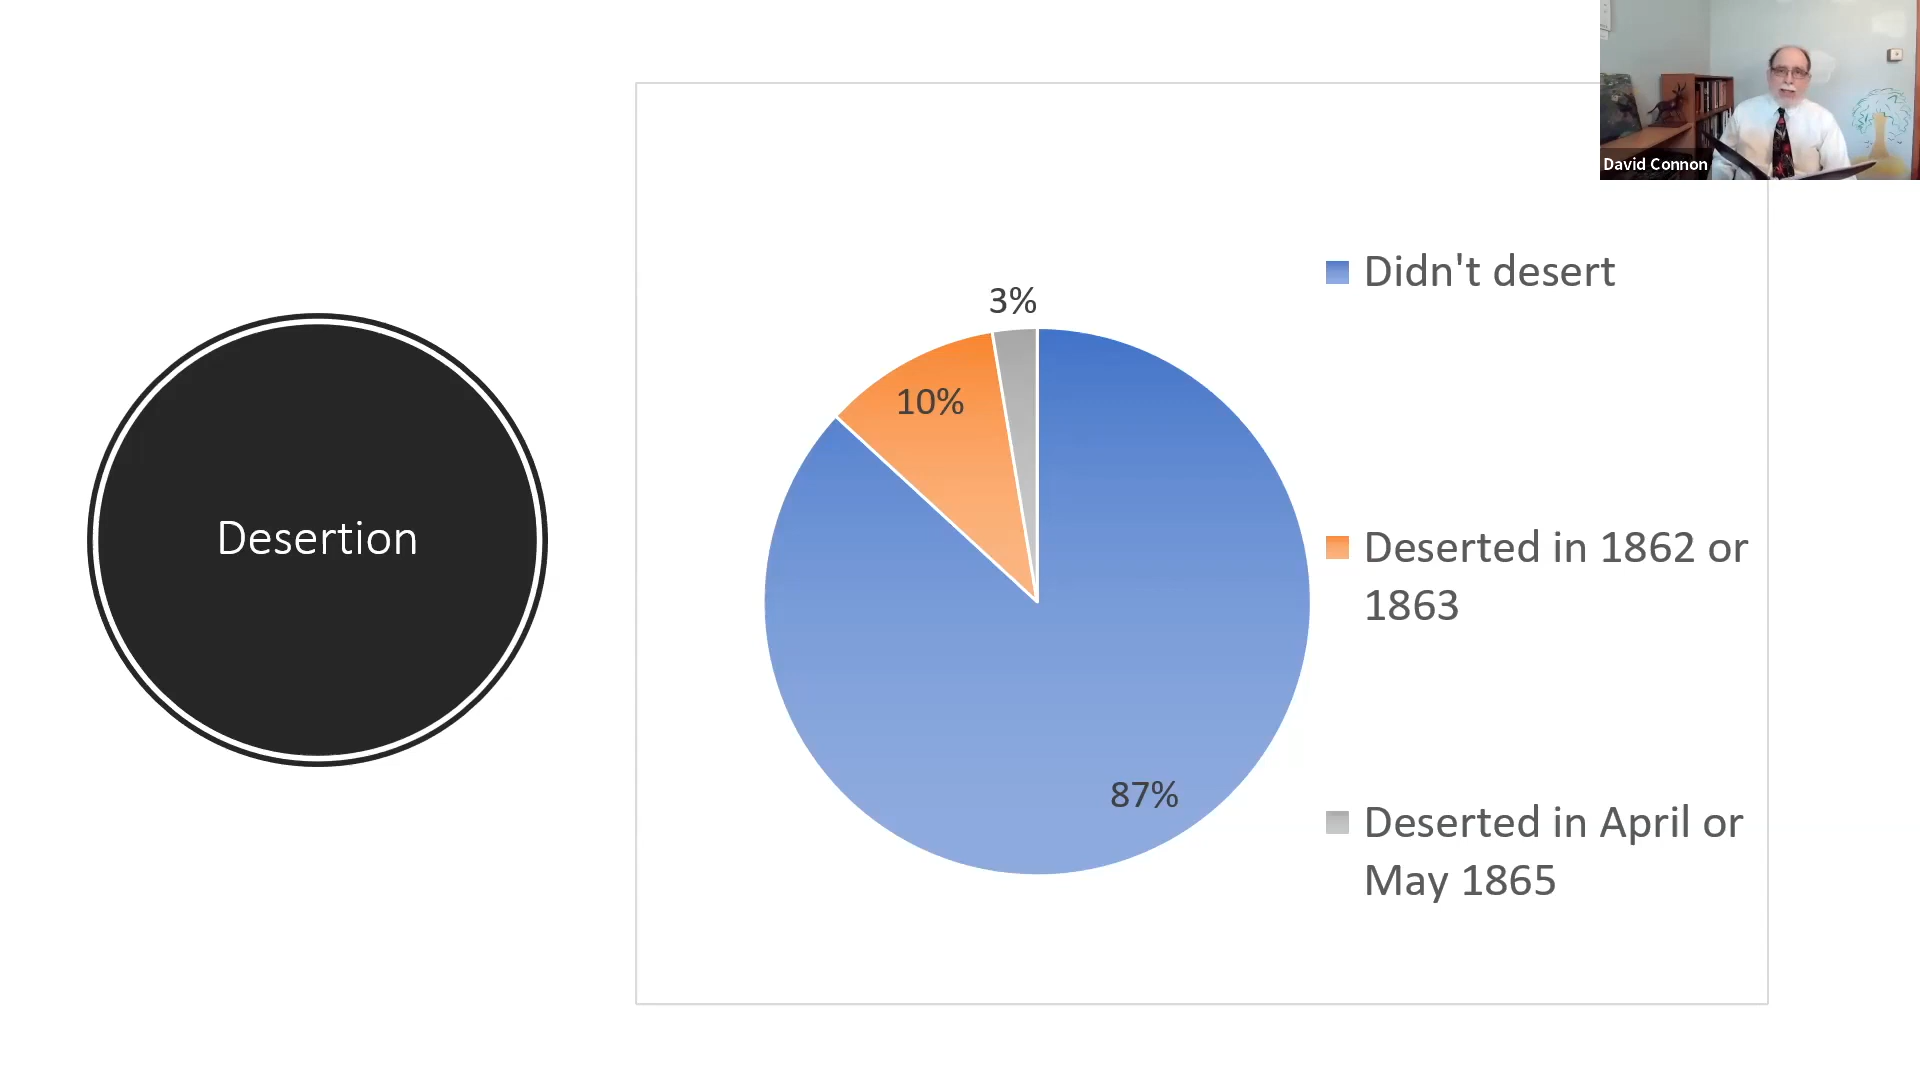 Desertion
3%
10%
87%
Didn't desert
Deserted in 1862 or
1863
Deserted in April or
May 1865
David Connon